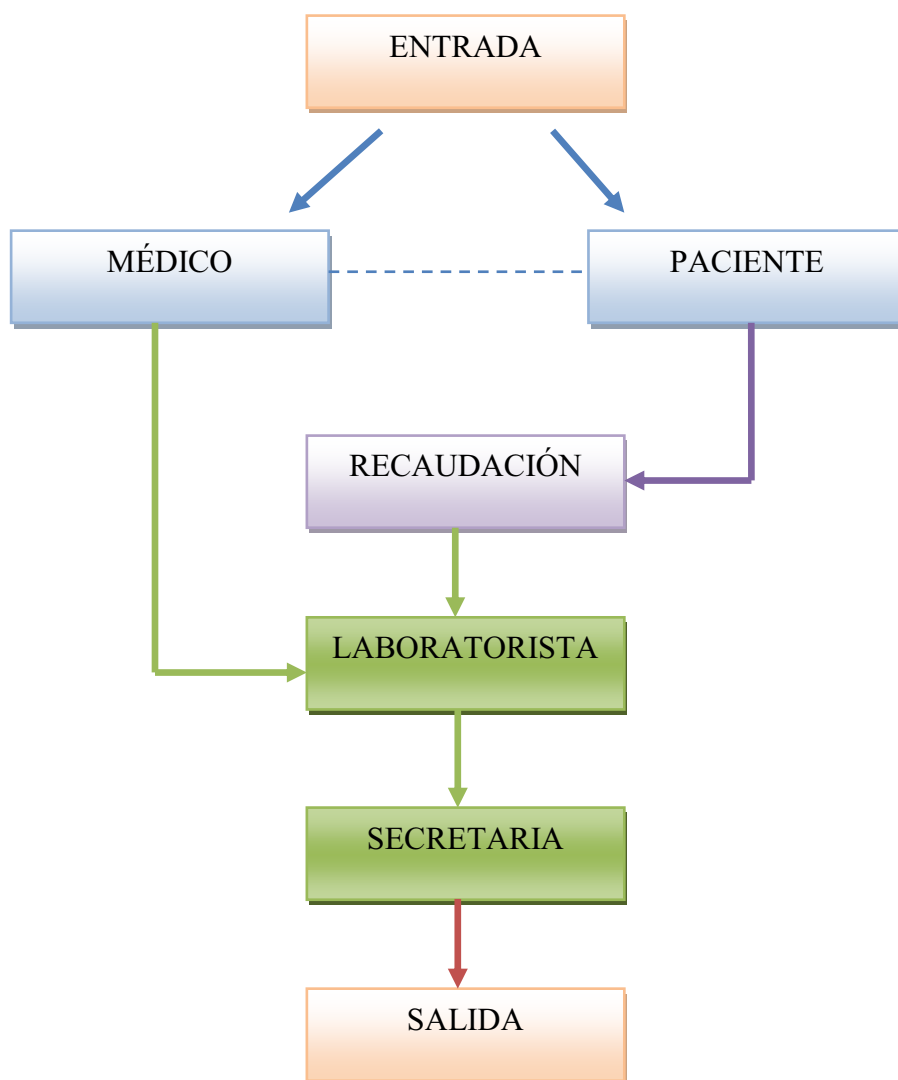 ENTRADA
MÉDICO
PACIENTE
RECAUDACIÓN
LABORATORISTA
SECRETARIA
SALIDA